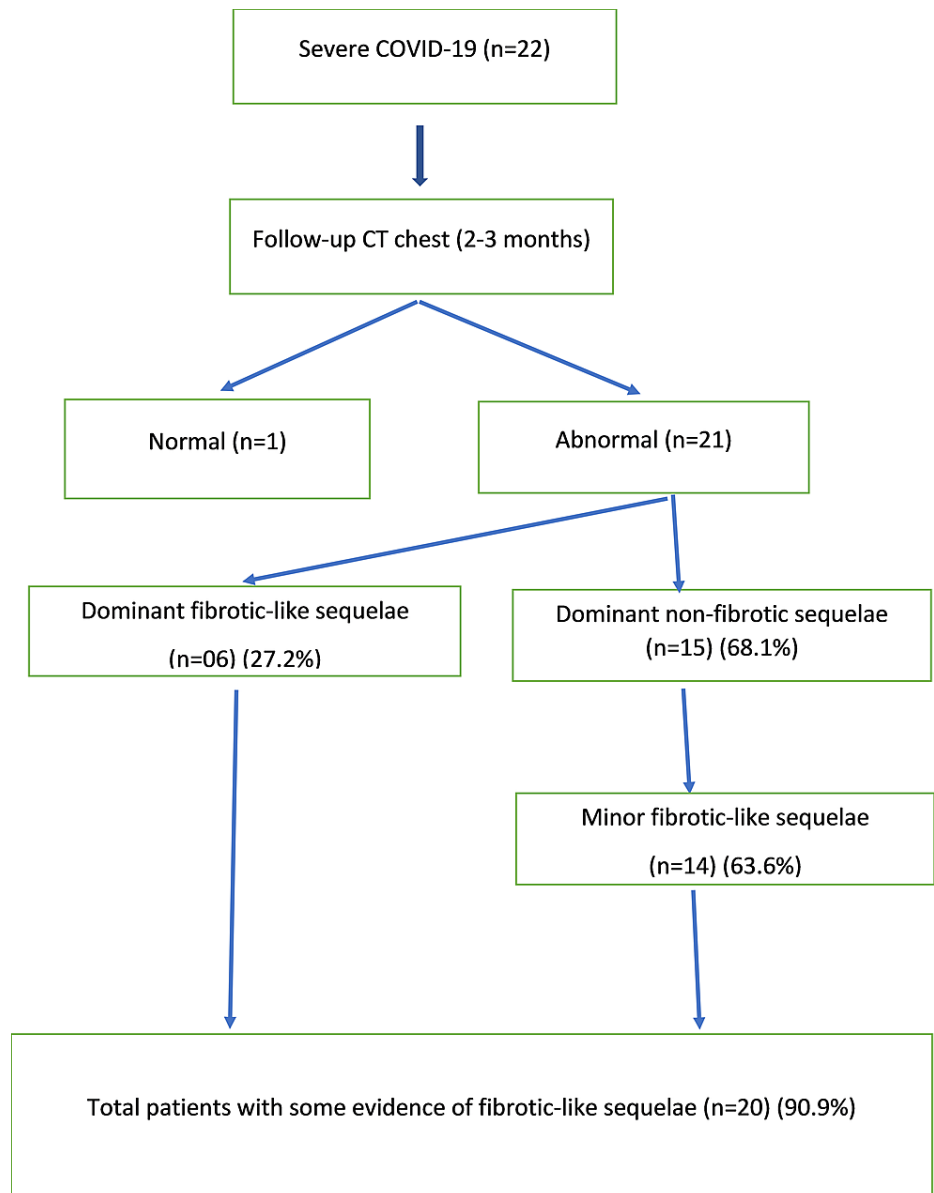 Severe COVID-19 (n=22)
Follow-up CT chest (2-3 months)
Normal (n=1)
Abnormal (n=21)
Dominant fibrotic-like sequelae
(n=06) (27.2%)
Dominant non-fibrotic sequelae
(n=15) (68.1%)
Minor fibrotic-like sequelae
(n=14) (63.6%)
Total patients with some evidence of fibrotic-like sequelae (n=20) (90.9%)